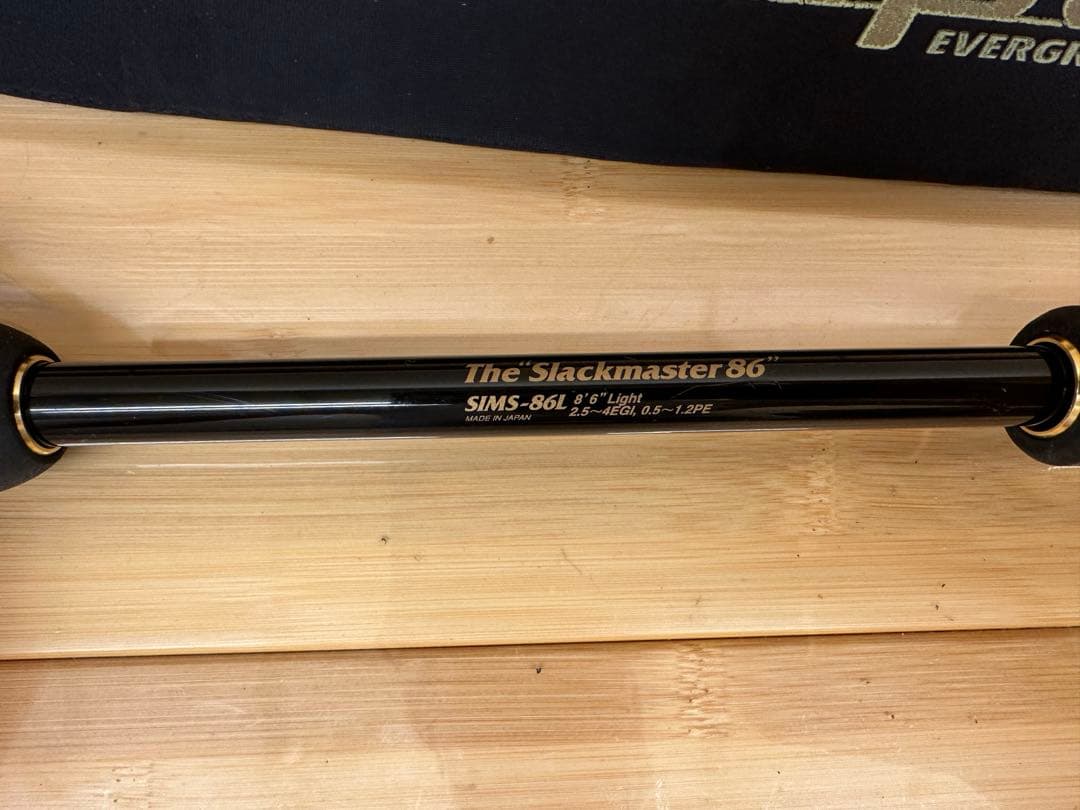 EVERGR
The "Slackmaster 86"
SIMS-86L 8'6" Light
2.5~4EGI, 0.5~1.2PE
MADE IN JAPAN